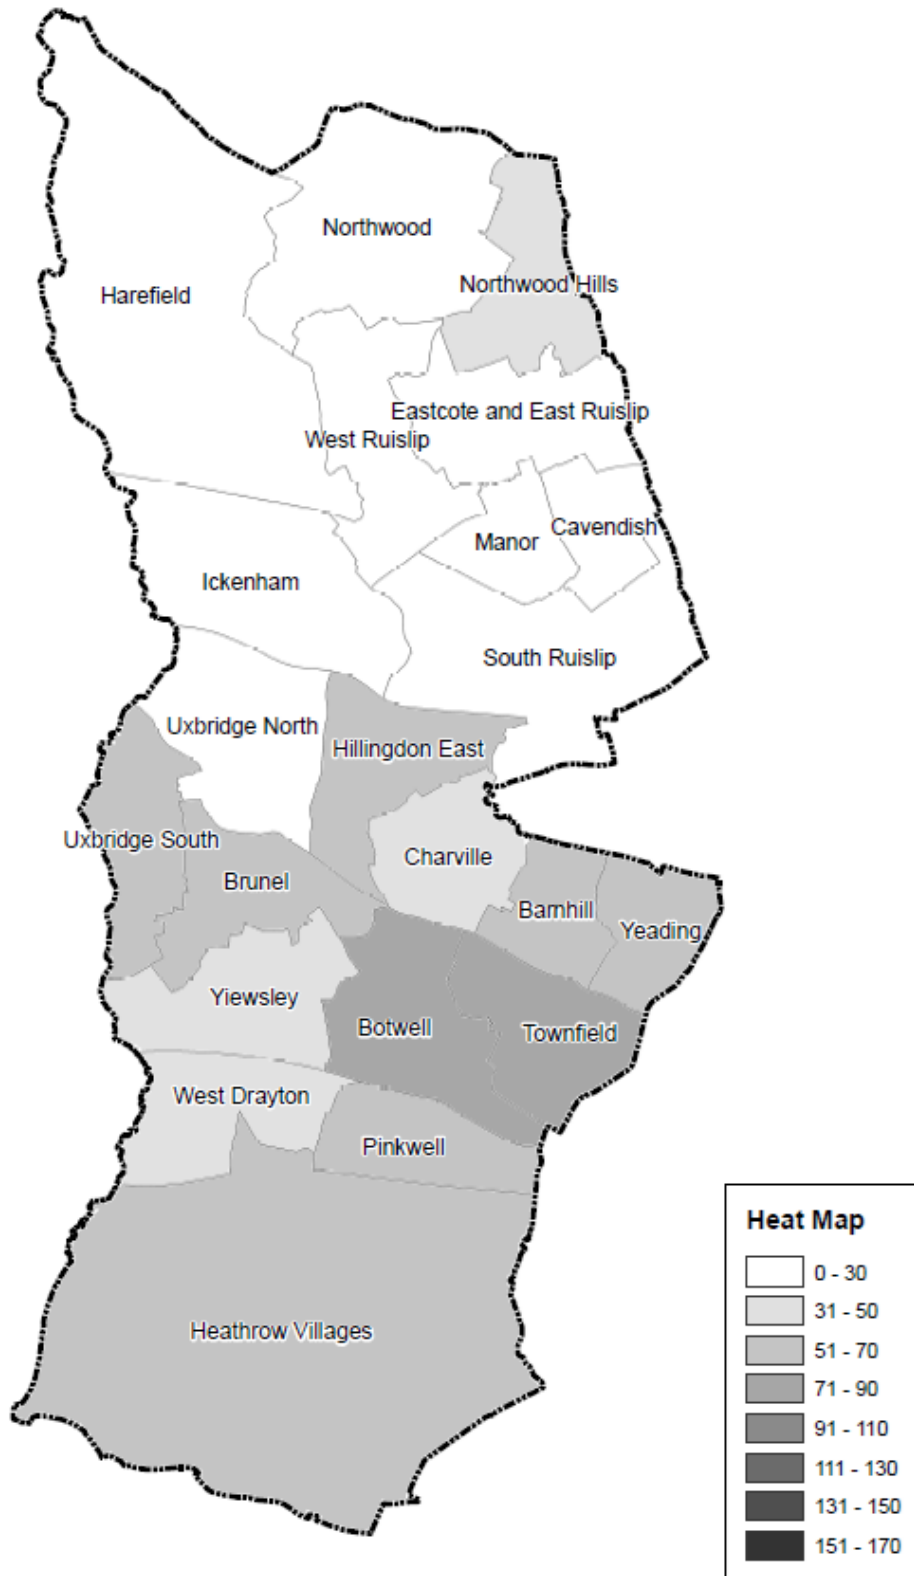 Northwood
Northwood Hills
Harefield
Eastcote and East Ruislip
West Ruislip
Cavendish
Manor
Ickenham
South Ruislip
Uxbridge North
Hillingdon East
Uxbridge South
Charville
Brunel
Barnhill
Yeading
Yiewsley
Botwell
Townfield
West Drayton
Pinkwell
Heathrow Villages
Heat Map
0 - 30
31 - 50
51 - 70
71 - 90
91 - 110
111 - 130
131 - 150
151 - 170